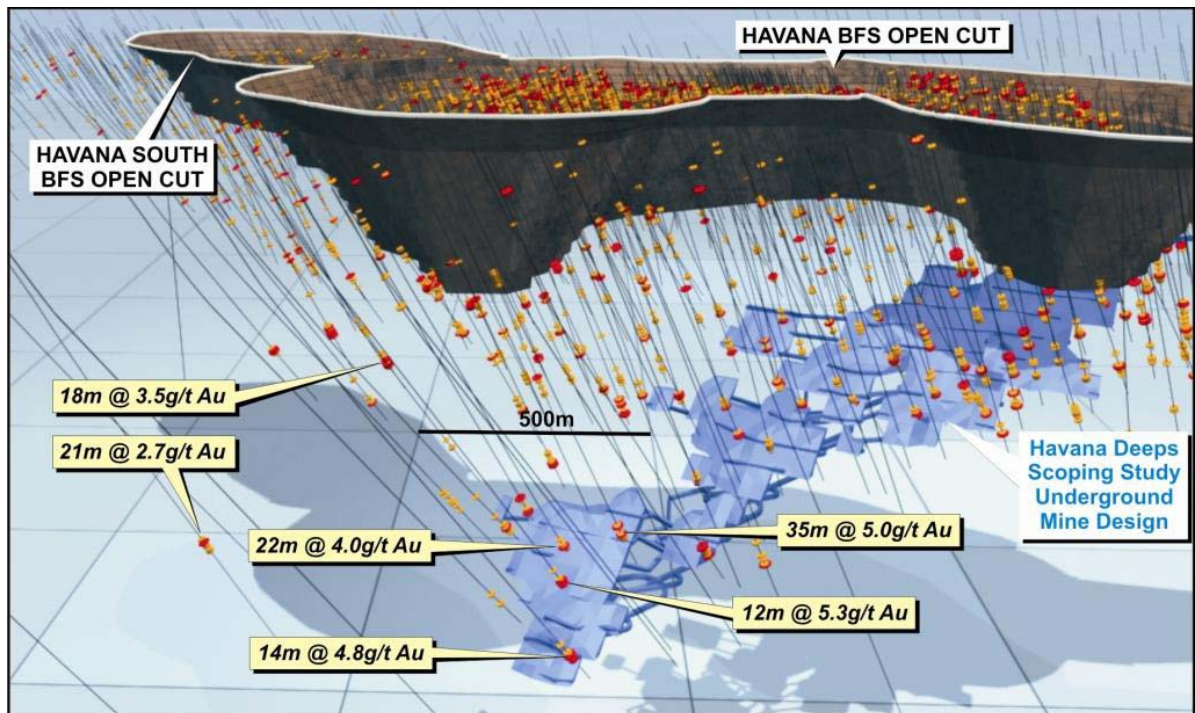 HAVANA BFS OPEN CUT
HAVANA SOUTH
BFS OPEN CUT
18m @ 3.5g/t Au
500m
21m @ 2.7g/t Au
Havana Deeps
Scoping Study
Underground
Mine Design
22m @ 4.0g/t Au
35m @ 5.0g/t Au
12m @ 5.3g/t Au
14m @ 4.8g/t Au